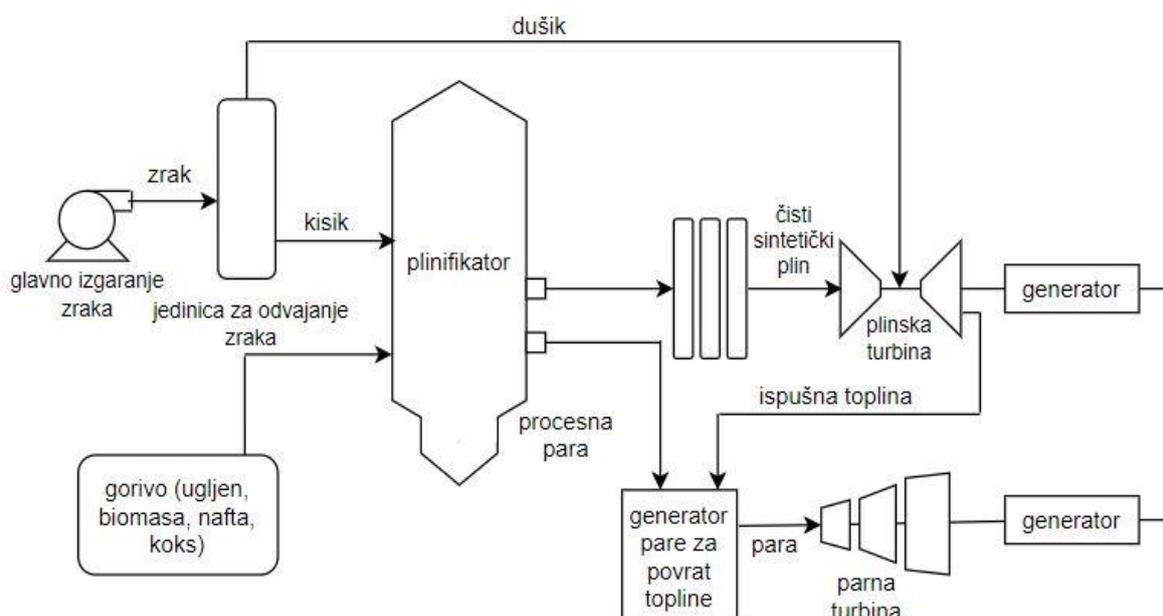 dušik
zrak
glavno izgaranje
zraka
kisik
jedinica za odvajanje
zraka
plinifikator
čisti
sintetički
plin
plinska
turbina
generator
ispušna toplina
procesna
para
gorivo (ugljen,
biomasa, nafta,
koks)
generator
pare za
povrat
topline
para
parna
turbina
generator